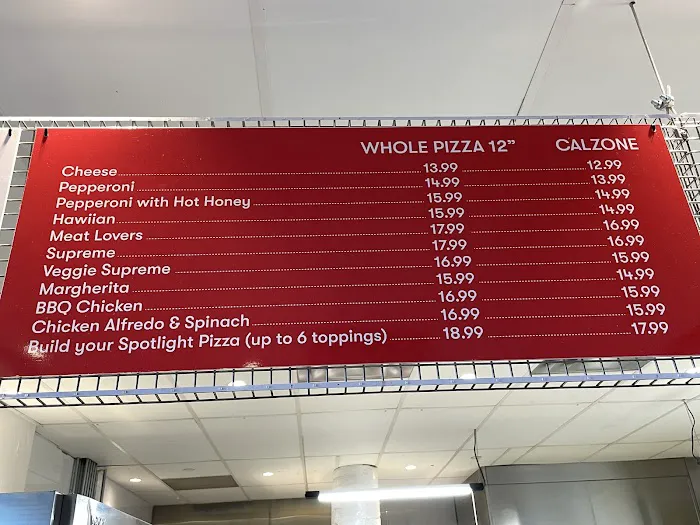 WHOLE PIZZA 12” CALZONE
Cheese 13.99 12.99
Pepperoni 14.99 13.99
Pepperoni with Hot Honey 15.99 14.99
Hawiian 15.99 14.99
Meat Lovers 17.99 16.99
Supreme 17.99 16.99
Veggie Supreme 16.99 15.99
Margherita 15.99 14.99
BBQ Chicken 16.99 15.99
Chicken Alfredo & Spinach 16.99 15.99
Build your Spotlight Pizza (up to 6 toppings) 18.99 17.99